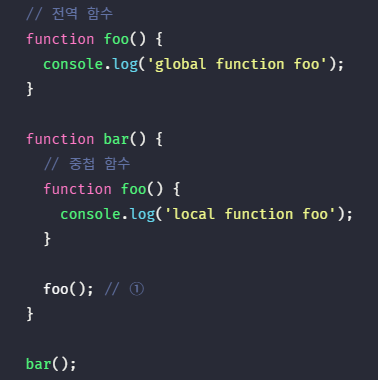 // 전역 함수
function foo() {
  console.log('global function foo');
}

function bar() {
  // 중첩 함수
  function foo() {
    console.log('local function foo');
  }

  foo(); // ①
}

bar();